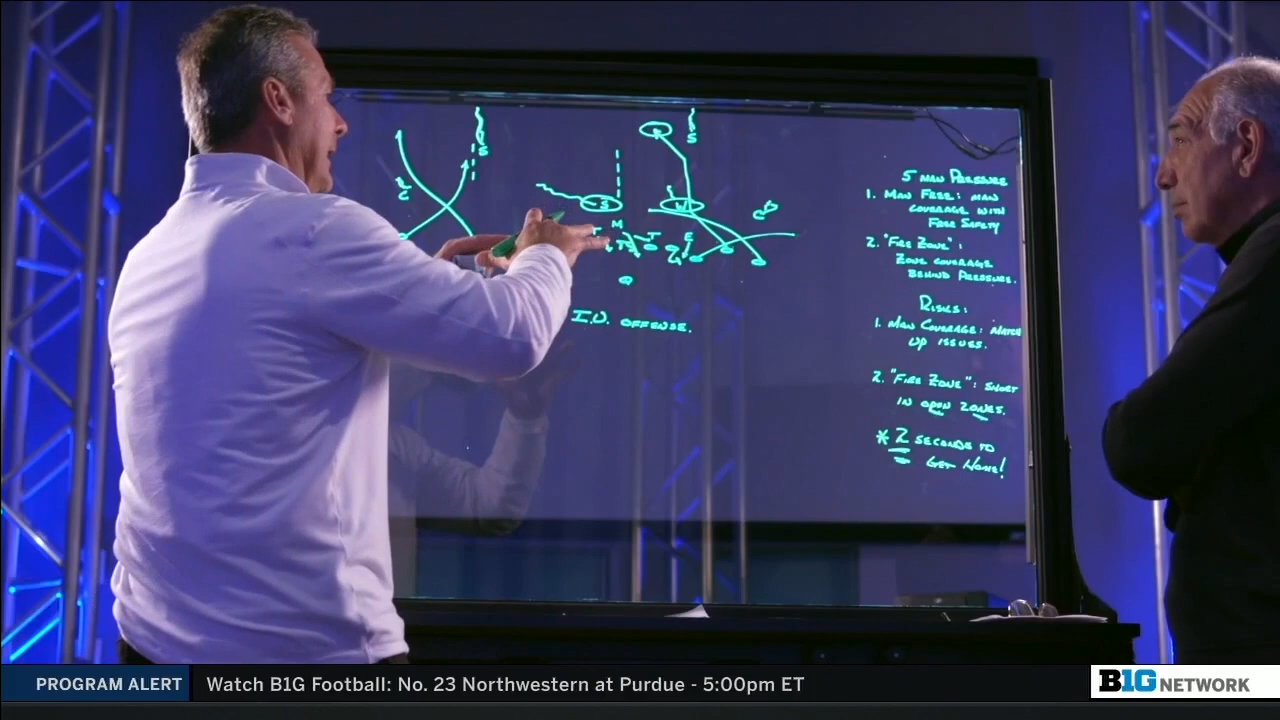 5 MAN PRESSURE
1. MAN FREE: MAN
COVERAGE WITH
FREE SAFETY
2. "FIRE ZONE":
ZONE COVERAGE
BEHIND PRESSURE.
RISKS:
1. MAN COVERAGE: MATCH
UP ISSUES.
2. "FIRE ZONE": SHORT
IN OPEN ZONES.
* 2 SECONDS TO
GET HOME!
S
S
C
S
W
C
M
T
T
E
Q
I.U. OFFENSE.
PROGRAM ALERT
Watch B1G Football: No. 23 Northwestern at Purdue - 5:00pm ET
B1G NETWORK